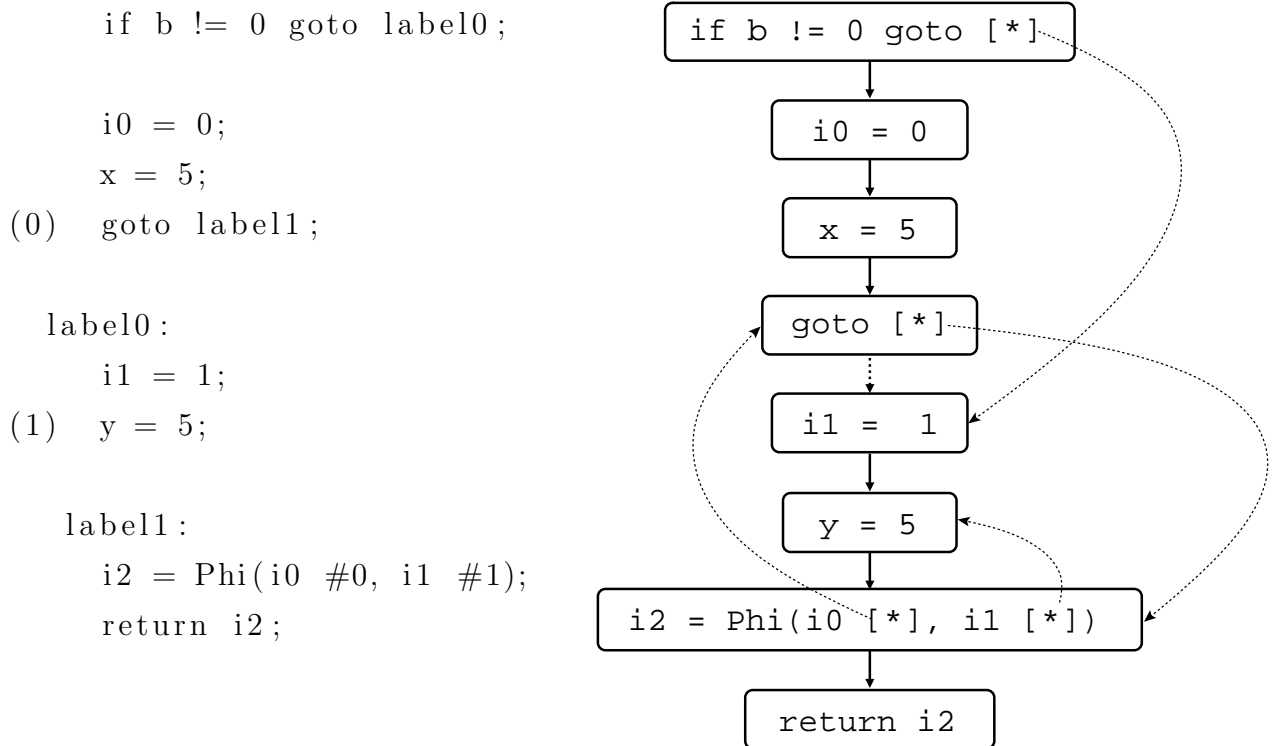 if b != 0 goto label0;
i0 = 0;
x = 5;
(0) goto label1;
label0:
i1 = 1;
(1) y = 5;
label1:
i2 = Phi(i0 #0, i1 #1);
return i2;
if b != 0 goto [*]
i0 = 0
x = 5
goto [*]
i1 = 1
y = 5
i2 = Phi(i0 [*], i1 [*])
return i2